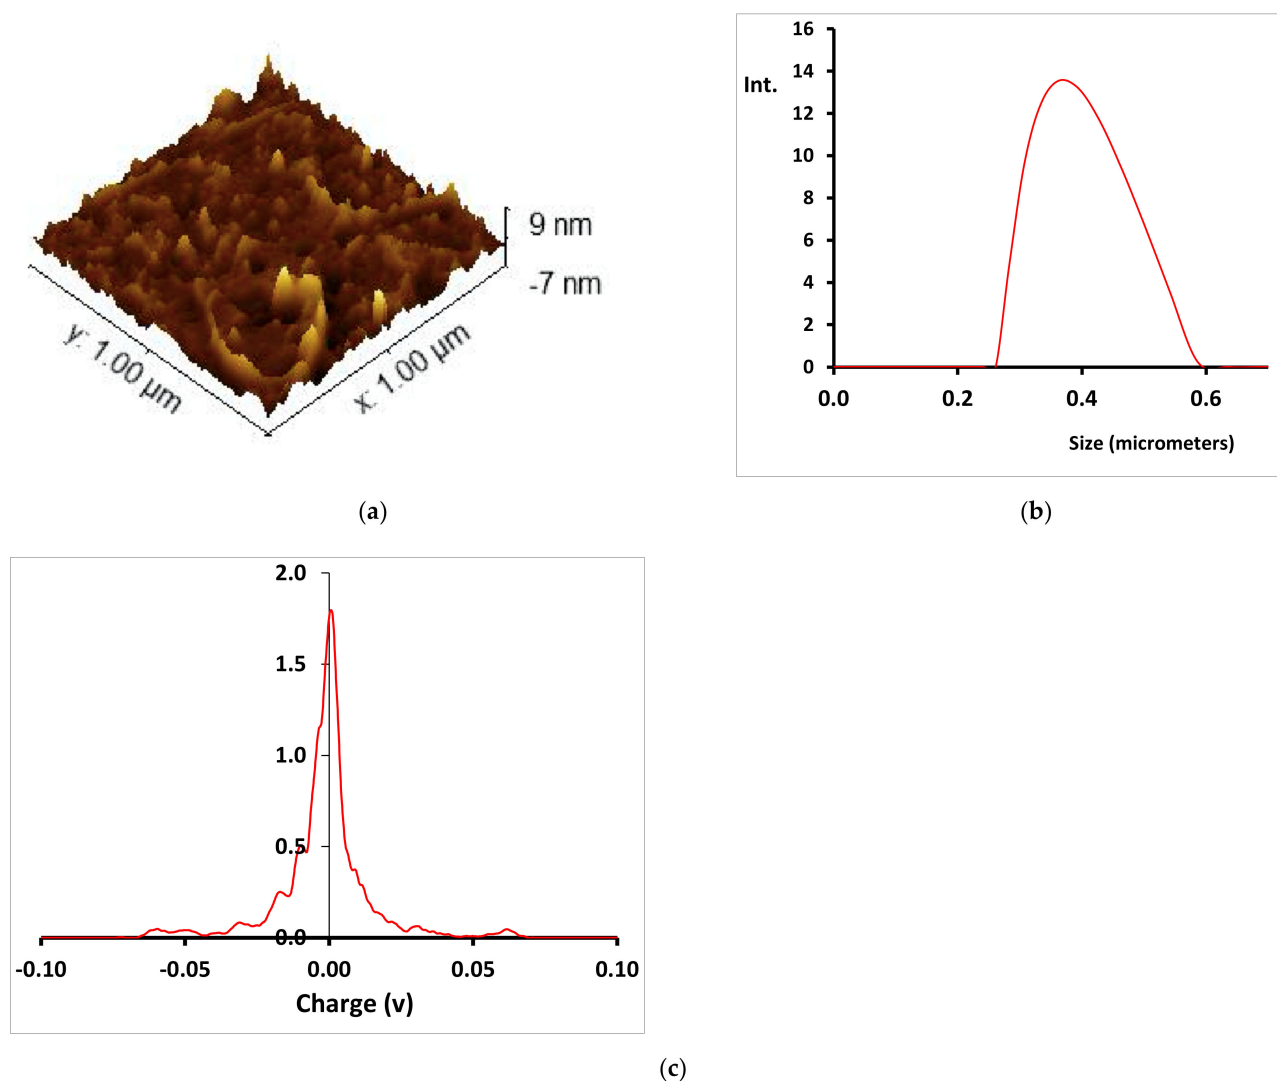 9 nm
-7 nm
y: 1.00 µm
x: 1.00 µm
(a)
16
14
12
10
8
6
4
2
0
Int.
0.0 0.2 0.4 0.6
Size (micrometers)
(b)
2.0
1.5
1.0
0.5
0.0
-0.10 -0.05 0.00 0.05 0.10
Charge (v)
(c)